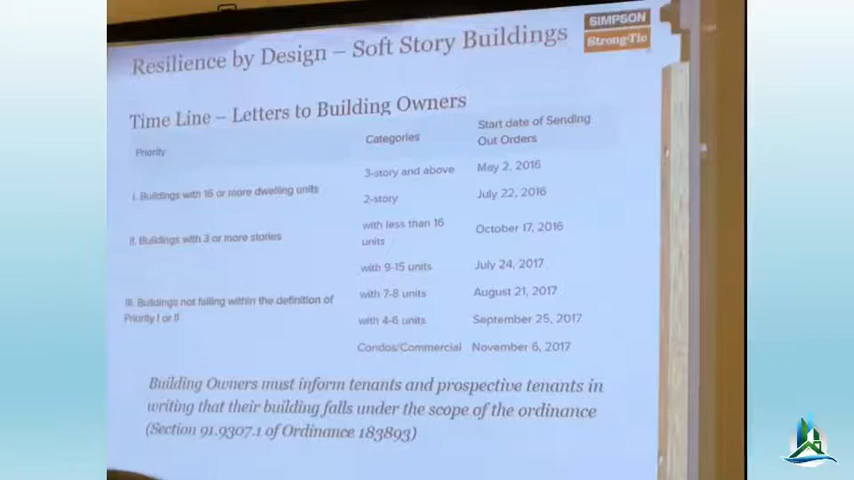 Resilience by Design – Soft Story Buildings
SIMPSON
Strong-Tie
Time Line – Letters to Building Owners
Priority
Categories
Start date of Sending
Out Orders
I. Buildings with 16 or more dwelling units
3-story and above
May 2, 2016
2-story
July 22, 2016
II. Buildings with 3 or more stories
with less than 16
units
October 17, 2016
III. Buildings not falling within the definition of
Priority I or II
with 9-15 units
July 24, 2017
with 7-8 units
August 21, 2017
with 4-6 units
September 25, 2017
Condos/Commercial
November 6, 2017
Building Owners must inform tenants and prospective tenants in
writing that their building falls under the scope of the ordinance
(Section 91.9307.1 of Ordinance 183893)